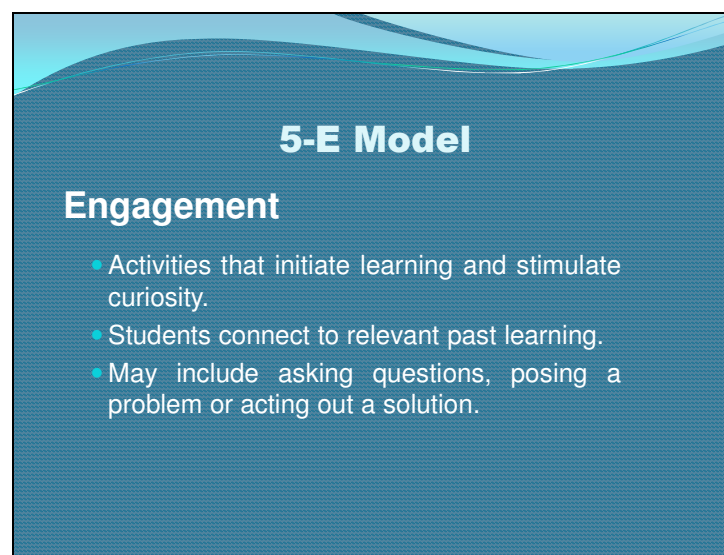 5-E Model
Engagement
• Activities that initiate learning and stimulate
curiosity.
• Students connect to relevant past learning.
• May include asking questions, posing a
problem or acting out a solution.